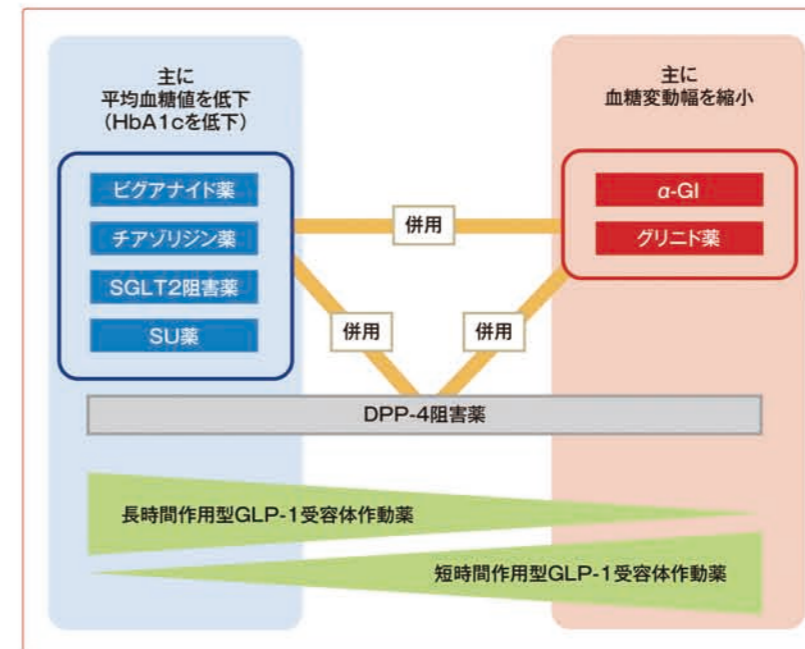 主に
平均血糖値を低下
（HbA1cを低下）
主に
血糖変動幅を縮小
ビグアナイド薬
チアゾリジン薬
SGLT2阻害薬
SU薬
α-GI
グリニド薬
併用
併用
併用
DPP-4阻害薬
長時間作用型GLP-1受容体作動薬
短時間作用型GLP-1受容体作動薬